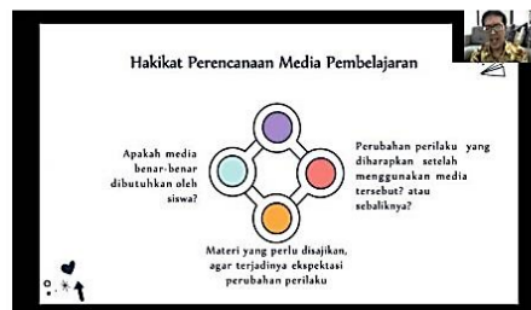 Hakikat Perencanaan Media Pembelajaran
Apakah media
benar-benar
dibutuhkan oleh
siswa?
Perubahan perilaku yang
diharapkan setelah
menggunakan media
tersebut? atau
sebaliknya?
Materi yang perlu disajikan,
agar terjadinya ekspektasi
perubahan perilaku